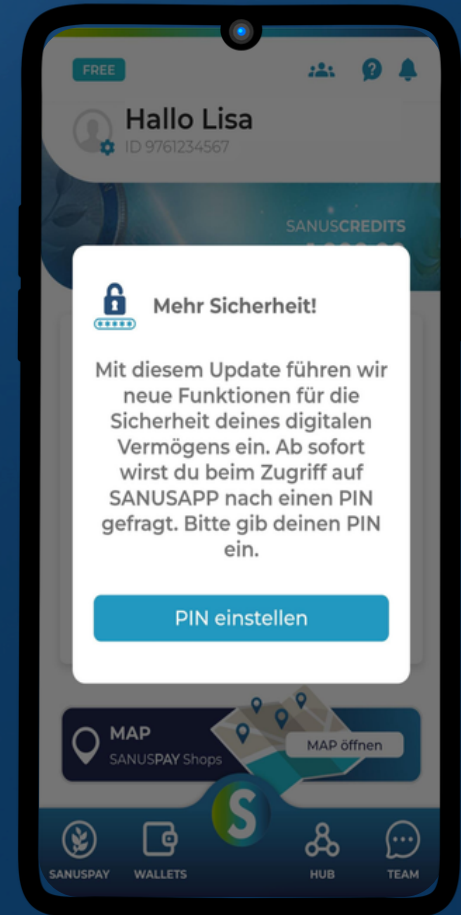 FREE
Hallo Lisa
ID 9761234567
SANUSCREDITS
Mehr Sicherheit!
Mit diesem Update führen wir
neue Funktionen für die
Sicherheit deines digitalen
Vermögens ein. Ab sofort
wirst du beim Zugriff auf
SANUSAPP nach einen PIN
gefragt. Bitte gib deinen PIN
ein.
PIN einstellen
MAP
SANUSPAY Shops
MAP öffnen
S
SANUSPAY
WALLETS
HUB
TEAM